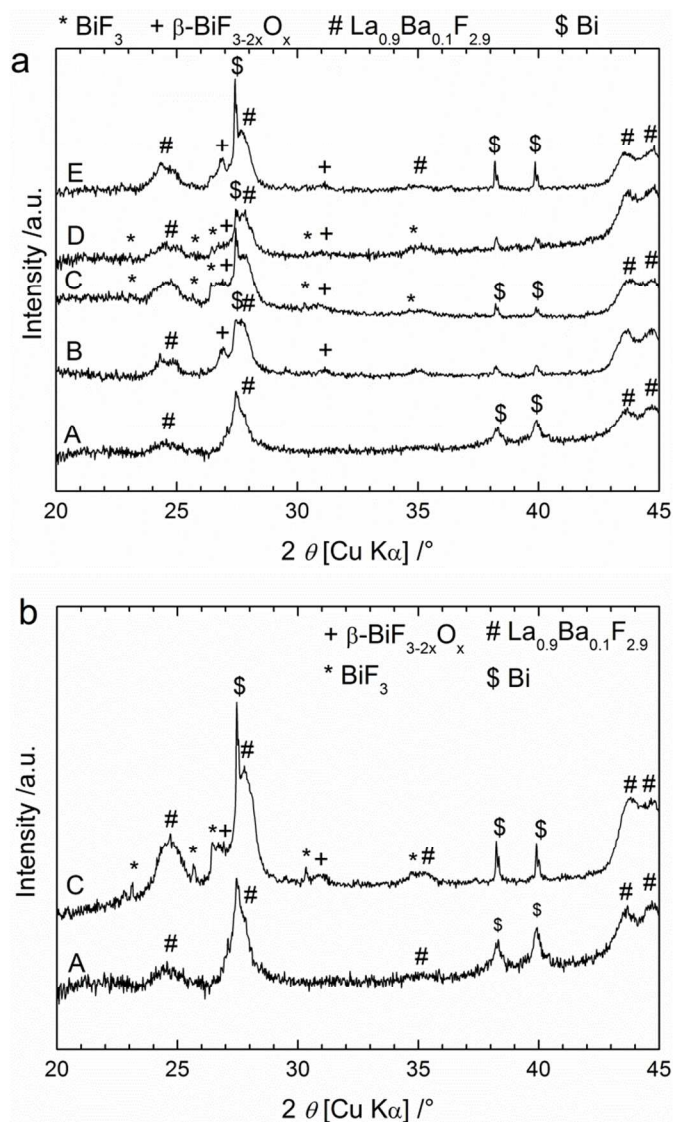 * BiF3 + β-BiF3-2xOx # La0.9Ba0.1F2.9 $ Bi
a
$
# + # + # $ $ # #
E
* # * * + $ # * + *
D
* * * + * + * $ $ # #
C
# + $ # +
B
# # $ $ # #
A
Intensity /a.u.
20 25 30 35 40 45
2 θ [Cu Kα] /°
b
+ β-BiF3-2xOx # La0.9Ba0.1F2.9
* BiF3 $ Bi
$
* # * * + # * + * # $ $ # #
C
# # # $ $ # #
A
Intensity /a.u.
20 25 30 35 40 45
2 θ [Cu Kα] /°